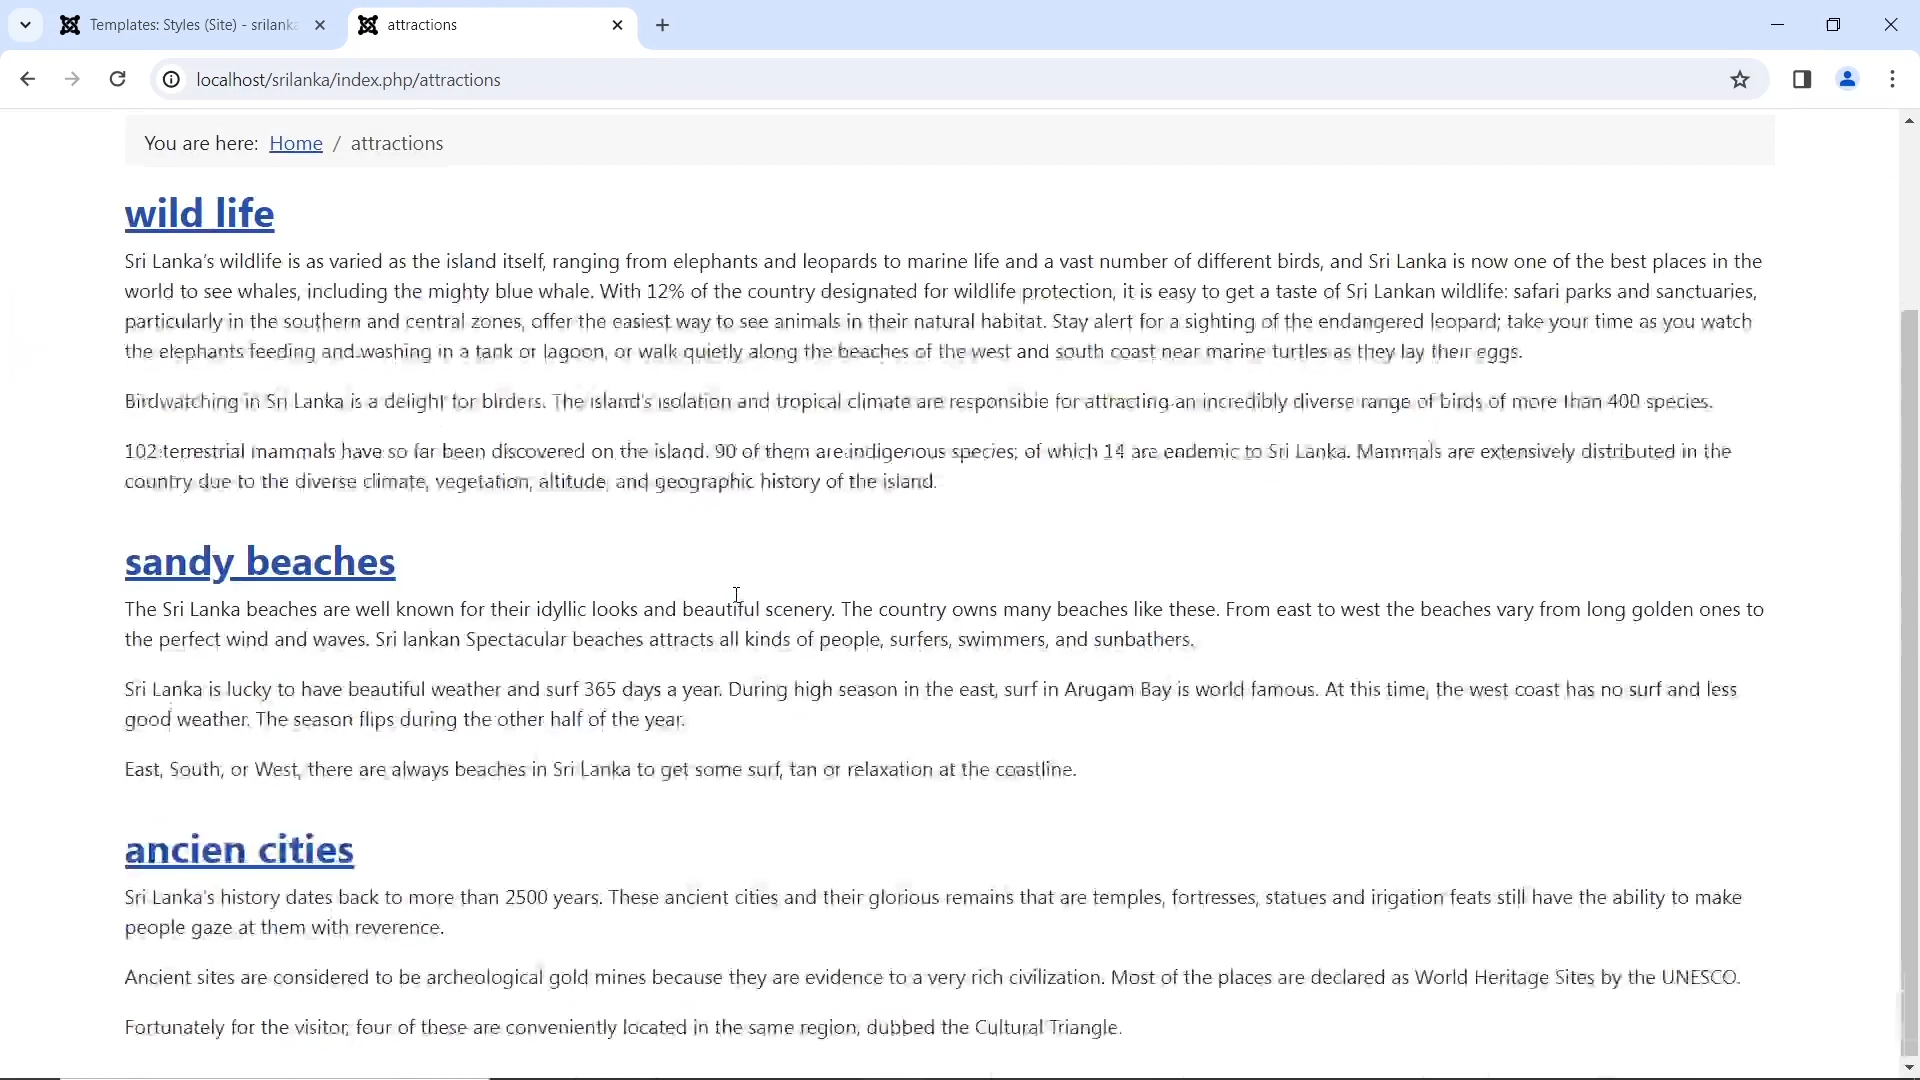 Templates: Styles (Site) - srilanka
attractions
localhost/srilanka/index.php/attractions
You are here: Home / attractions
wild life
Sri Lanka’s wildlife is as varied as the island itself, ranging from elephants and leopards to marine life and a vast number of different birds, and Sri Lanka is now one of the best places in the
world to see whales, including the mighty blue whale. With 12% of the country designated for wildlife protection, it is easy to get a taste of Sri Lankan wildlife: safari parks and sanctuaries,
particularly in the southern and central zones, offer the easiest way to see animals in their natural habitat. Stay alert for a sighting of the endangered leopard; take your time as you watch
the elephants feeding and washing in a tank or lagoon, or walk quietly along the beaches of the west and south coast near marine turtles as they lay their eggs.
Birdwatching in Sri Lanka is a delight for birders. The island's isolation and tropical climate are responsible for attracting an incredibly diverse range of birds of more than 400 species.
102 terrestrial mammals have so far been discovered on the island. 90 of them are indigenous species, of which 14 are endemic to Sri Lanka. Mammals are extensively distributed in the
country due to the diverse climate, vegetation, altitude, and geographic history of the island.
sandy beaches
The Sri Lanka beaches are well known for their idyllic looks and beautiful scenery. The country owns many beaches like these. From east to west the beaches vary from long golden ones to
the perfect wind and waves. Sri lankan Spectacular beaches attracts all kinds of people, surfers, swimmers, and sunbathers.
Sri Lanka is lucky to have beautiful weather and surf 365 days a year. During high season in the east, surf in Arugam Bay is world famous. At this time, the west coast has no surf and less
good weather. The season flips during the other half of the year.
East, South, or West, there are always beaches in Sri Lanka to get some surf, tan or relaxation at the coastline.
ancien cities
Sri Lanka's history dates back to more than 2500 years. These ancient cities and their glorious remains that are temples, fortresses, statues and irigation feats still have the ability to make
people gaze at them with reverence.
Ancient sites are considered to be archeological gold mines because they are evidence to a very rich civilization. Most of the places are declared as World Heritage Sites by the UNESCO.
Fortunately for the visitor, four of these are conveniently located in the same region, dubbed the Cultural Triangle.